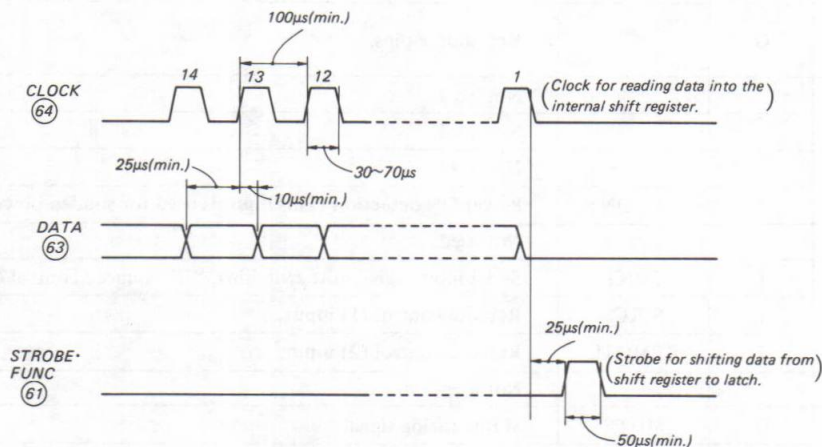 100µs(min.)
14 13 12 1
CLOCK
64
(Clock for reading data into the
internal shift register.)
25µs(min.)
30~70µs
10µs(min.)
DATA
63
25µs(min.)
STROBE·
FUNC
61
(Strobe for shifting data from
shift register to latch.)
50µs(min.)